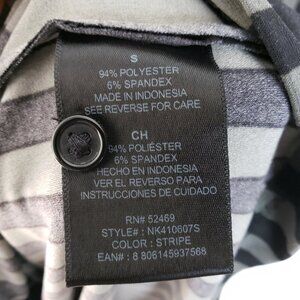 S
94% POLYESTER
6% SPANDEX
MADE IN INDONESIA
SEE REVERSE FOR CARE
CH
94% POLIÉSTER
6% SPANDEX
HECHO EN INDONESIA
VER EL REVERSO PARA
INSTRUCCIONES DE CUIDADO
RN# 52469
STYLE# : NK410607S
COLOR : STRIPE
EAN# : 8 806145937568